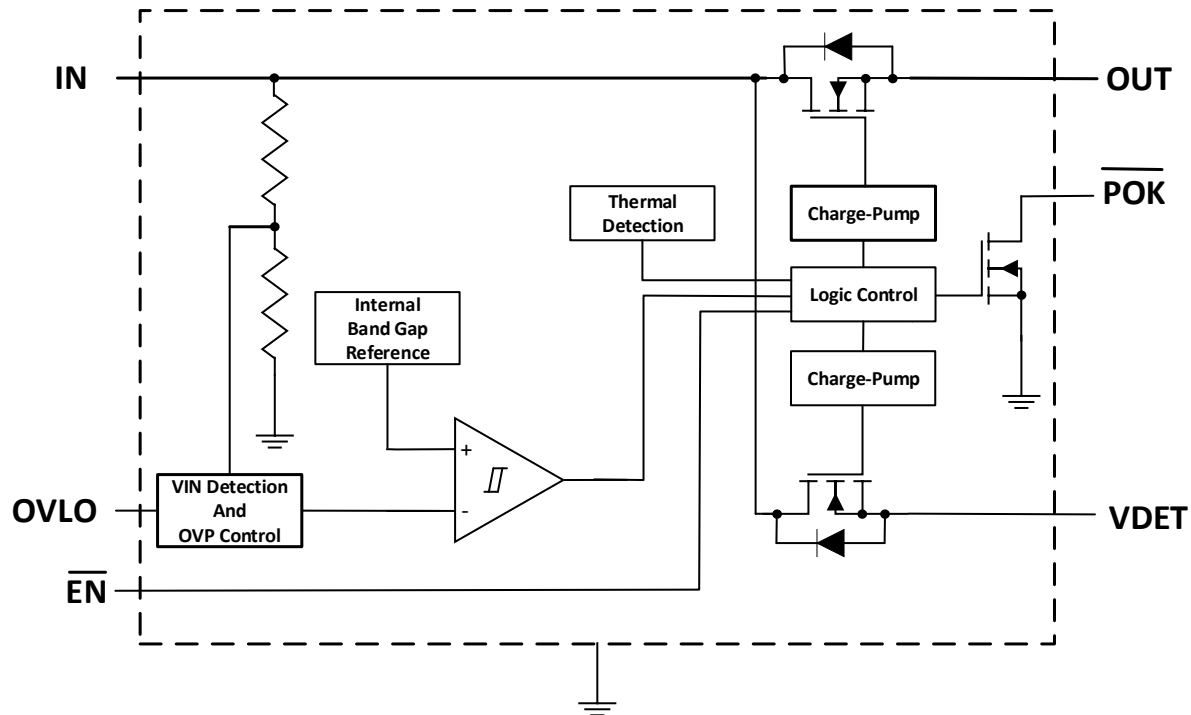 IN
OUT
POK
Thermal
Detection
Charge-Pump
Logic Control
Internal
Band Gap
Reference
Charge-Pump
+
-
OVLO
VIN Detection
And
OVP Control
VDET
EN